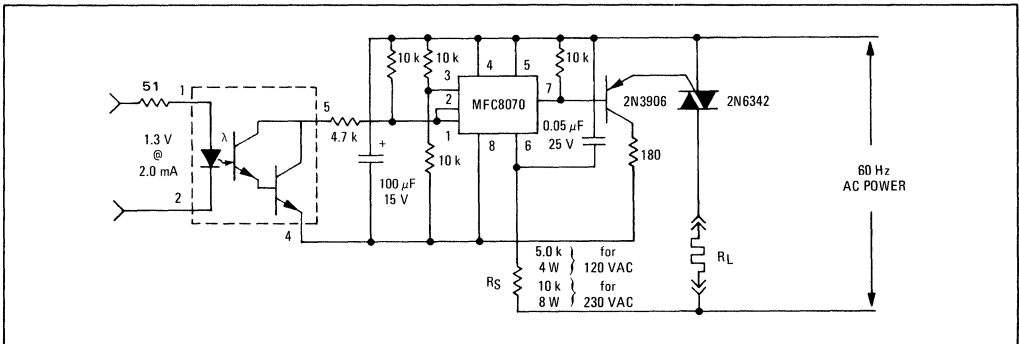 51
1
1.3 V
@
2.0 mA
2
λ
5
4
4.7 k
10 k
10 k
+
100 μF
15 V
10 k
3
2
1
4
5
MFC8070
7
8
6
10 k
0.05 μF
25 V
2N3906
2N6342
180
RS
5.0 k
4 W } for
120 VAC
10 k
8 W } for
230 VAC
RL
60 Hz
AC POWER